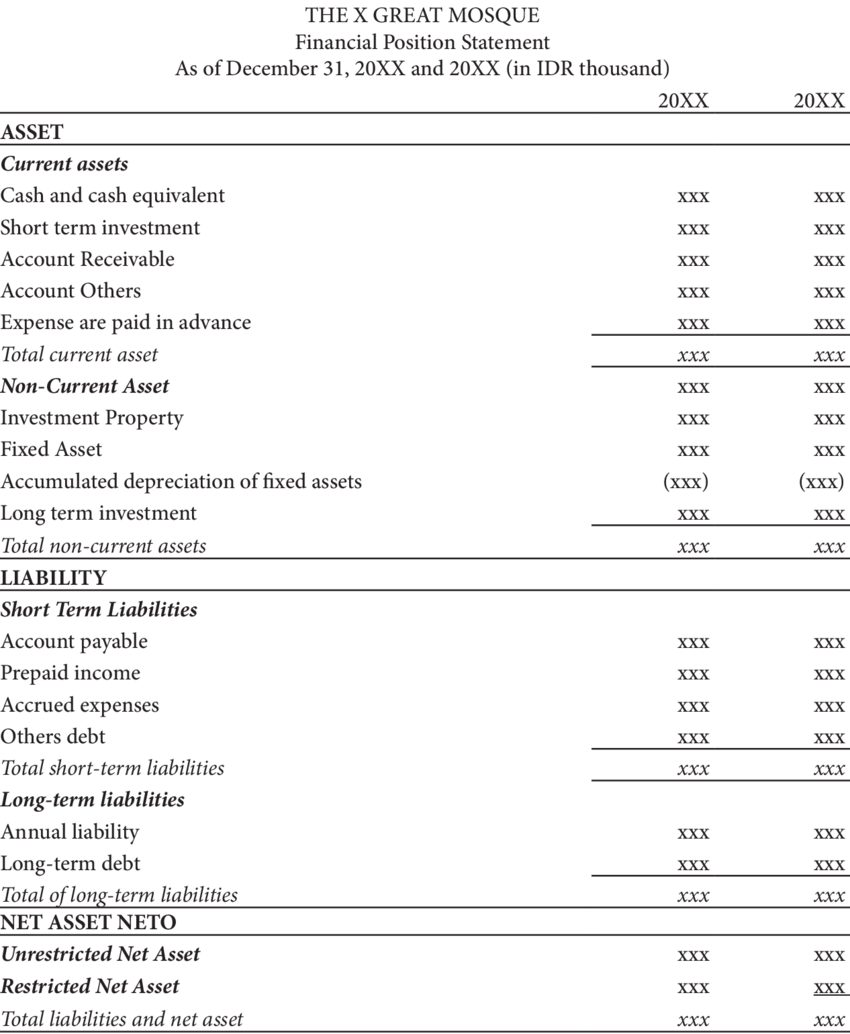 THE X GREAT MOSQUE
Financial Position Statement
As of December 31, 20XX and 20XX (in IDR thousand)
20XX 20XX
ASSET
Current assets
Cash and cash equivalent xxx xxx
Short term investment xxx xxx
Account Receivable xxx xxx
Account Others xxx xxx
Expense are paid in advance xxx xxx
Total current asset xxx xxx
Non-Current Asset xxx xxx
Investment Property xxx xxx
Fixed Asset xxx xxx
Accumulated depreciation of fixed assets (xxx) (xxx)
Long term investment xxx xxx
Total non-current assets xxx xxx
LIABILITY
Short Term Liabilities
Account payable xxx xxx
Prepaid income xxx xxx
Accrued expenses xxx xxx
Others debt xxx xxx
Total short-term liabilities xxx xxx
Long-term liabilities
Annual liability xxx xxx
Long-term debt xxx xxx
Total of long-term liabilities xxx xxx
NET ASSET NETO
Unrestricted Net Asset xxx xxx
Restricted Net Asset xxx xxx
Total liabilities and net asset xxx xxx